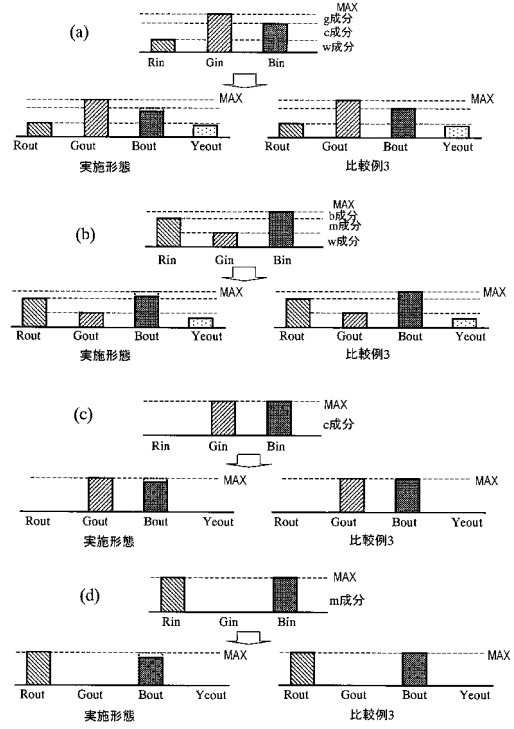 (a)
MAX
g成分
c成分
w成分
Rin Gin Bin
MAX MAX
Rout Gout Bout Yeout Rout Gout Bout Yeout
実施形態 比較例3
(b)
MAX
b成分
m成分
w成分
Rin Gin Bin
MAX MAX
Rout Gout Bout Yeout Rout Gout Bout Yeout
実施形態 比較例3
(c)
MAX
c成分
Rin Gin Bin
MAX MAX
Rout Gout Bout Yeout Rout Gout Bout Yeout
実施形態 比較例3
(d)
MAX
m成分
Rin Gin Bin
MAX MAX
Rout Gout Bout Yeout Rout Gout Bout Yeout
実施形態 比較例3